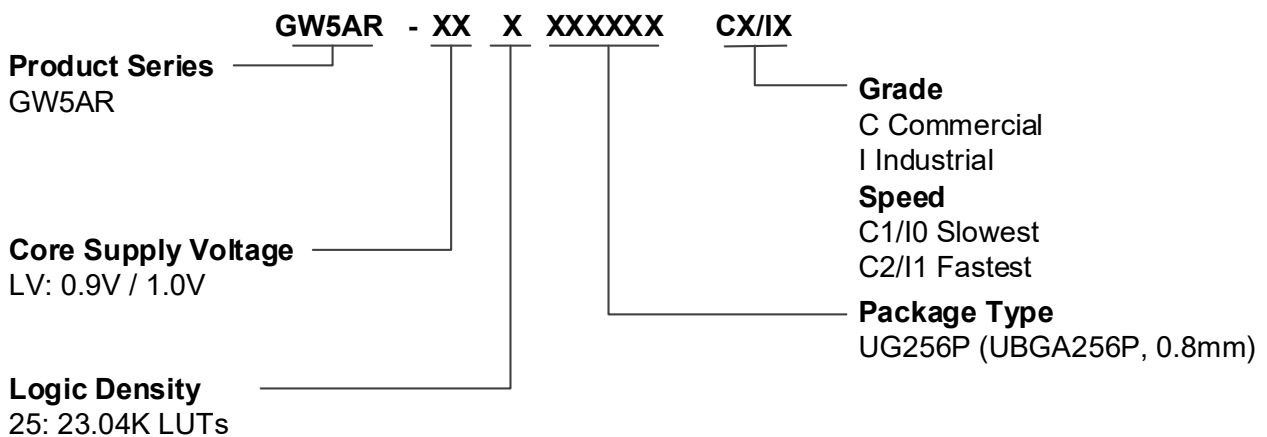 GW5AR - XX X XXXXXX CX/IX
Product Series
GW5AR
Grade
C Commercial
I Industrial
Speed
C1/I0 Slowest
C2/I1 Fastest
Core Supply Voltage
LV: 0.9V / 1.0V
Package Type
UG256P (UBGA256P, 0.8mm)
Logic Density
25: 23.04K LUTs